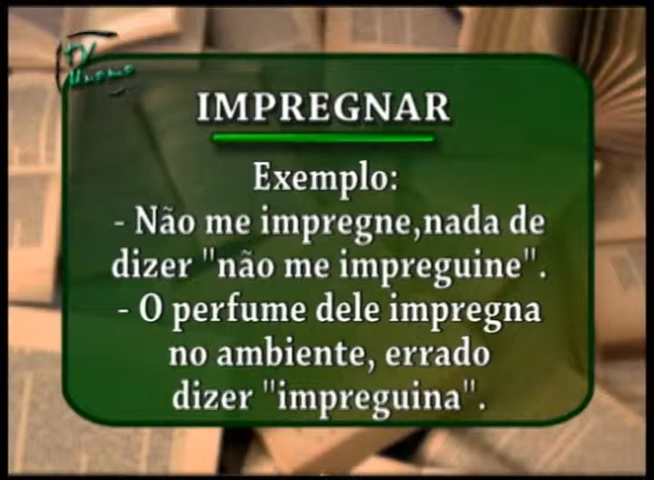 TV
IMPREGNAR
Exemplo:
- Não me impregne,nada de
dizer "não me impreguine".
- O perfume dele impregna
no ambiente, errado
dizer "impreguina".